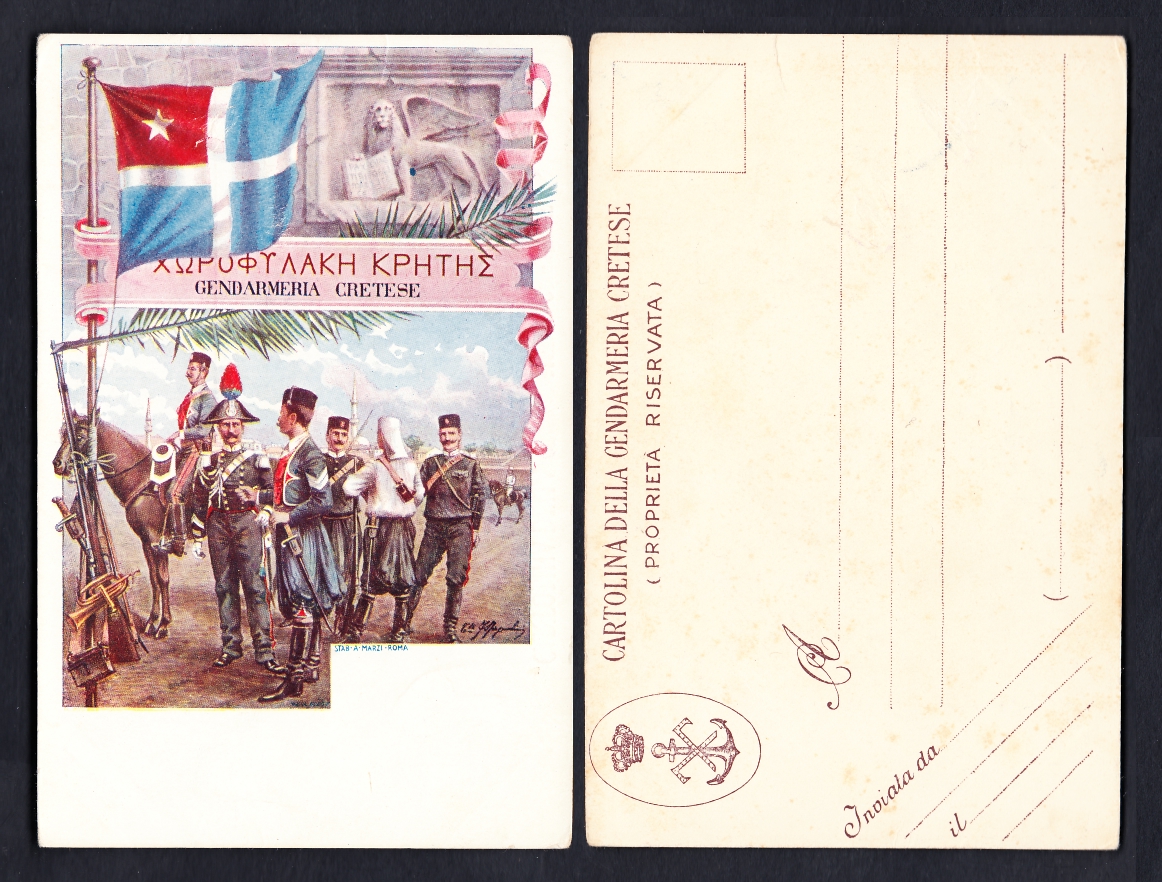 ΧΩΡΟΦΥΛΑΚΗ ΚΡΗΤΗΣ
GENDARMERIA CRETESE
STAB·A·MARZI·ROMA
CARTOLINA DELLA GENDARMERIA CRETESE
( PROPRIETÀ RISERVATA )
A
( )
Inviata da
il